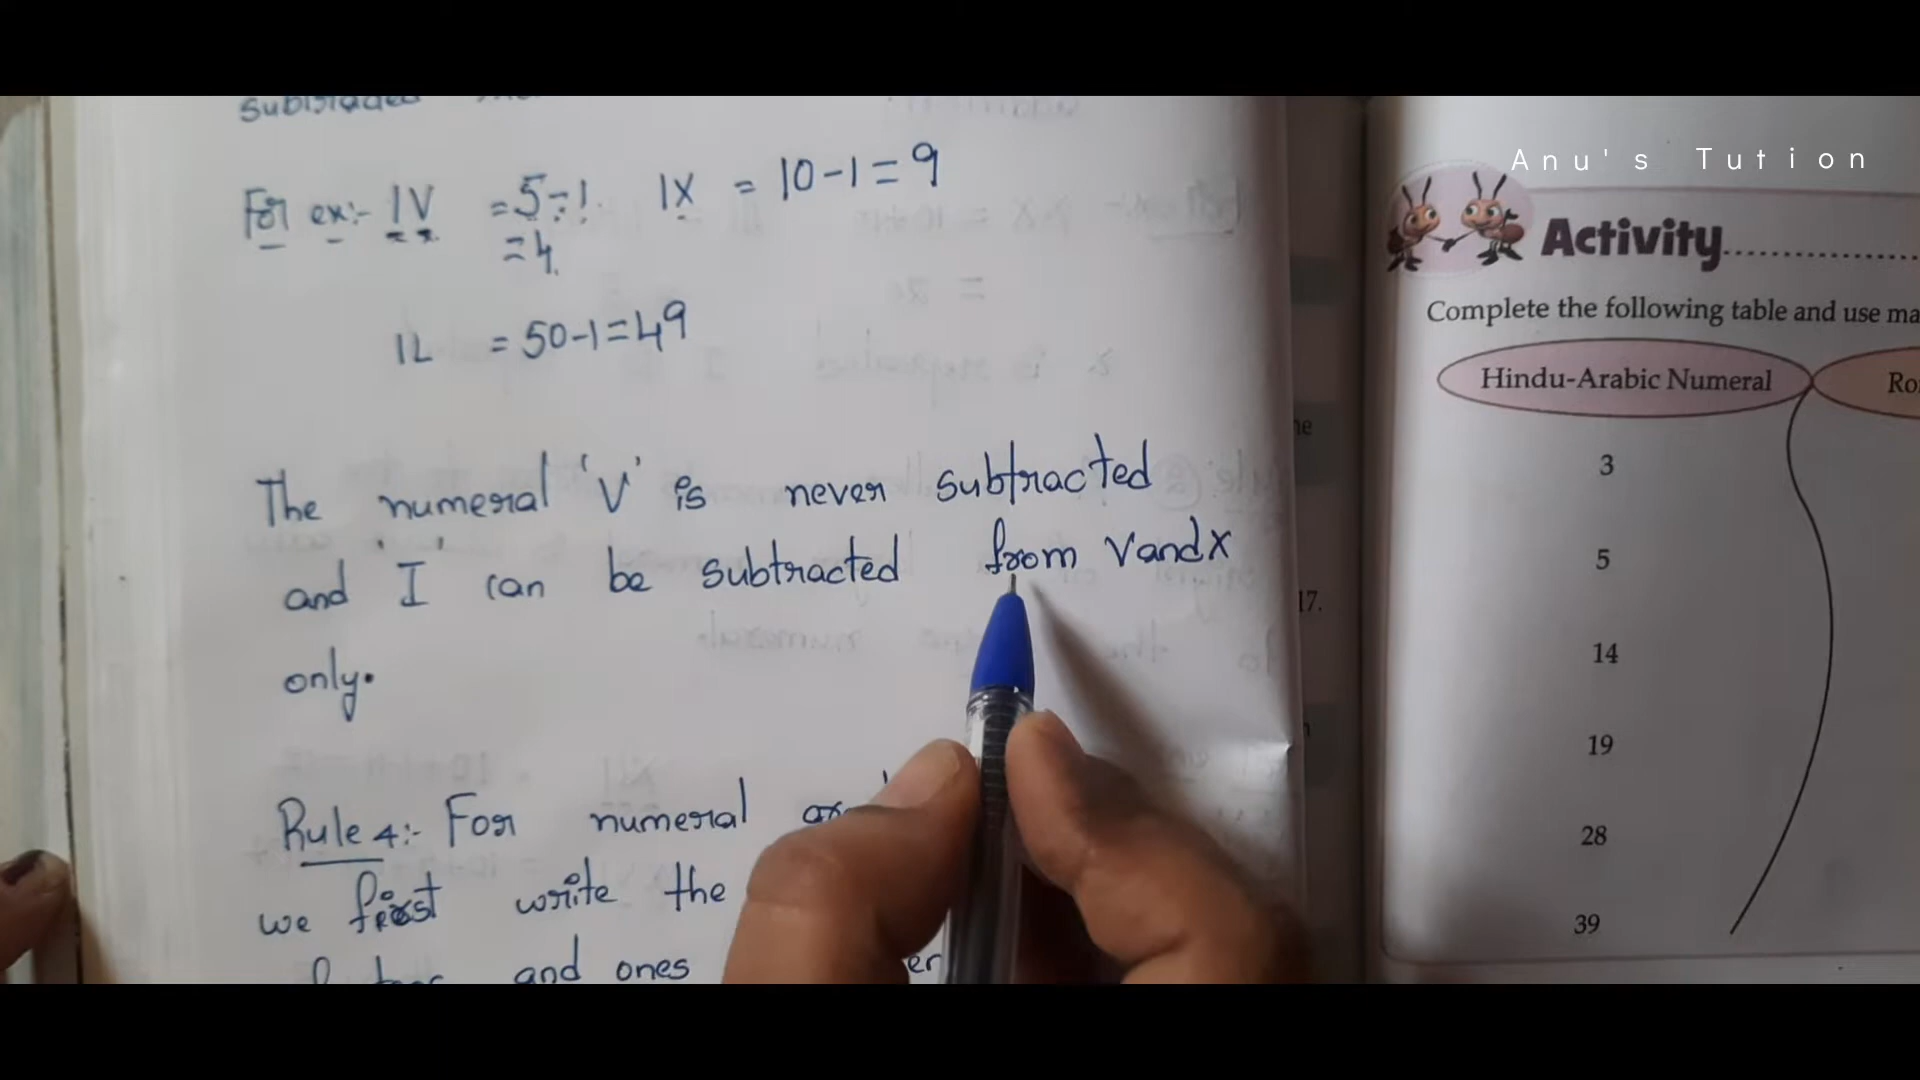 For ex:- IV = 5-1 IX = 10-1=9
=4
IL = 50-1=49
The numeral 'V' is never subtracted
and 'I' can be subtracted from V and X
only.
Rule 4:- For numeral
we first write the
and ones
Anu's Tution
Activity
Complete the following table and use
Hindu-Arabic Numeral
3
5
14
19
28
39
17.